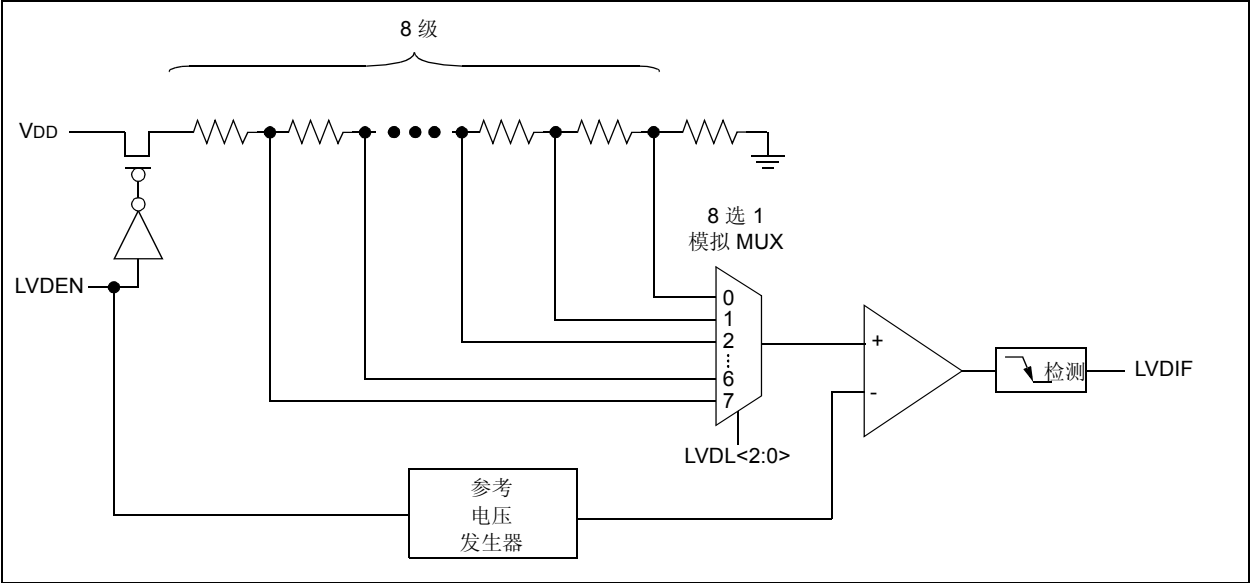 8 级
VDD
8 选 1
模拟 MUX
LVDEN
0
1
2
6
7
+
-
检测
LVDIF
LVDL<2:0>
参考
电压
发生器